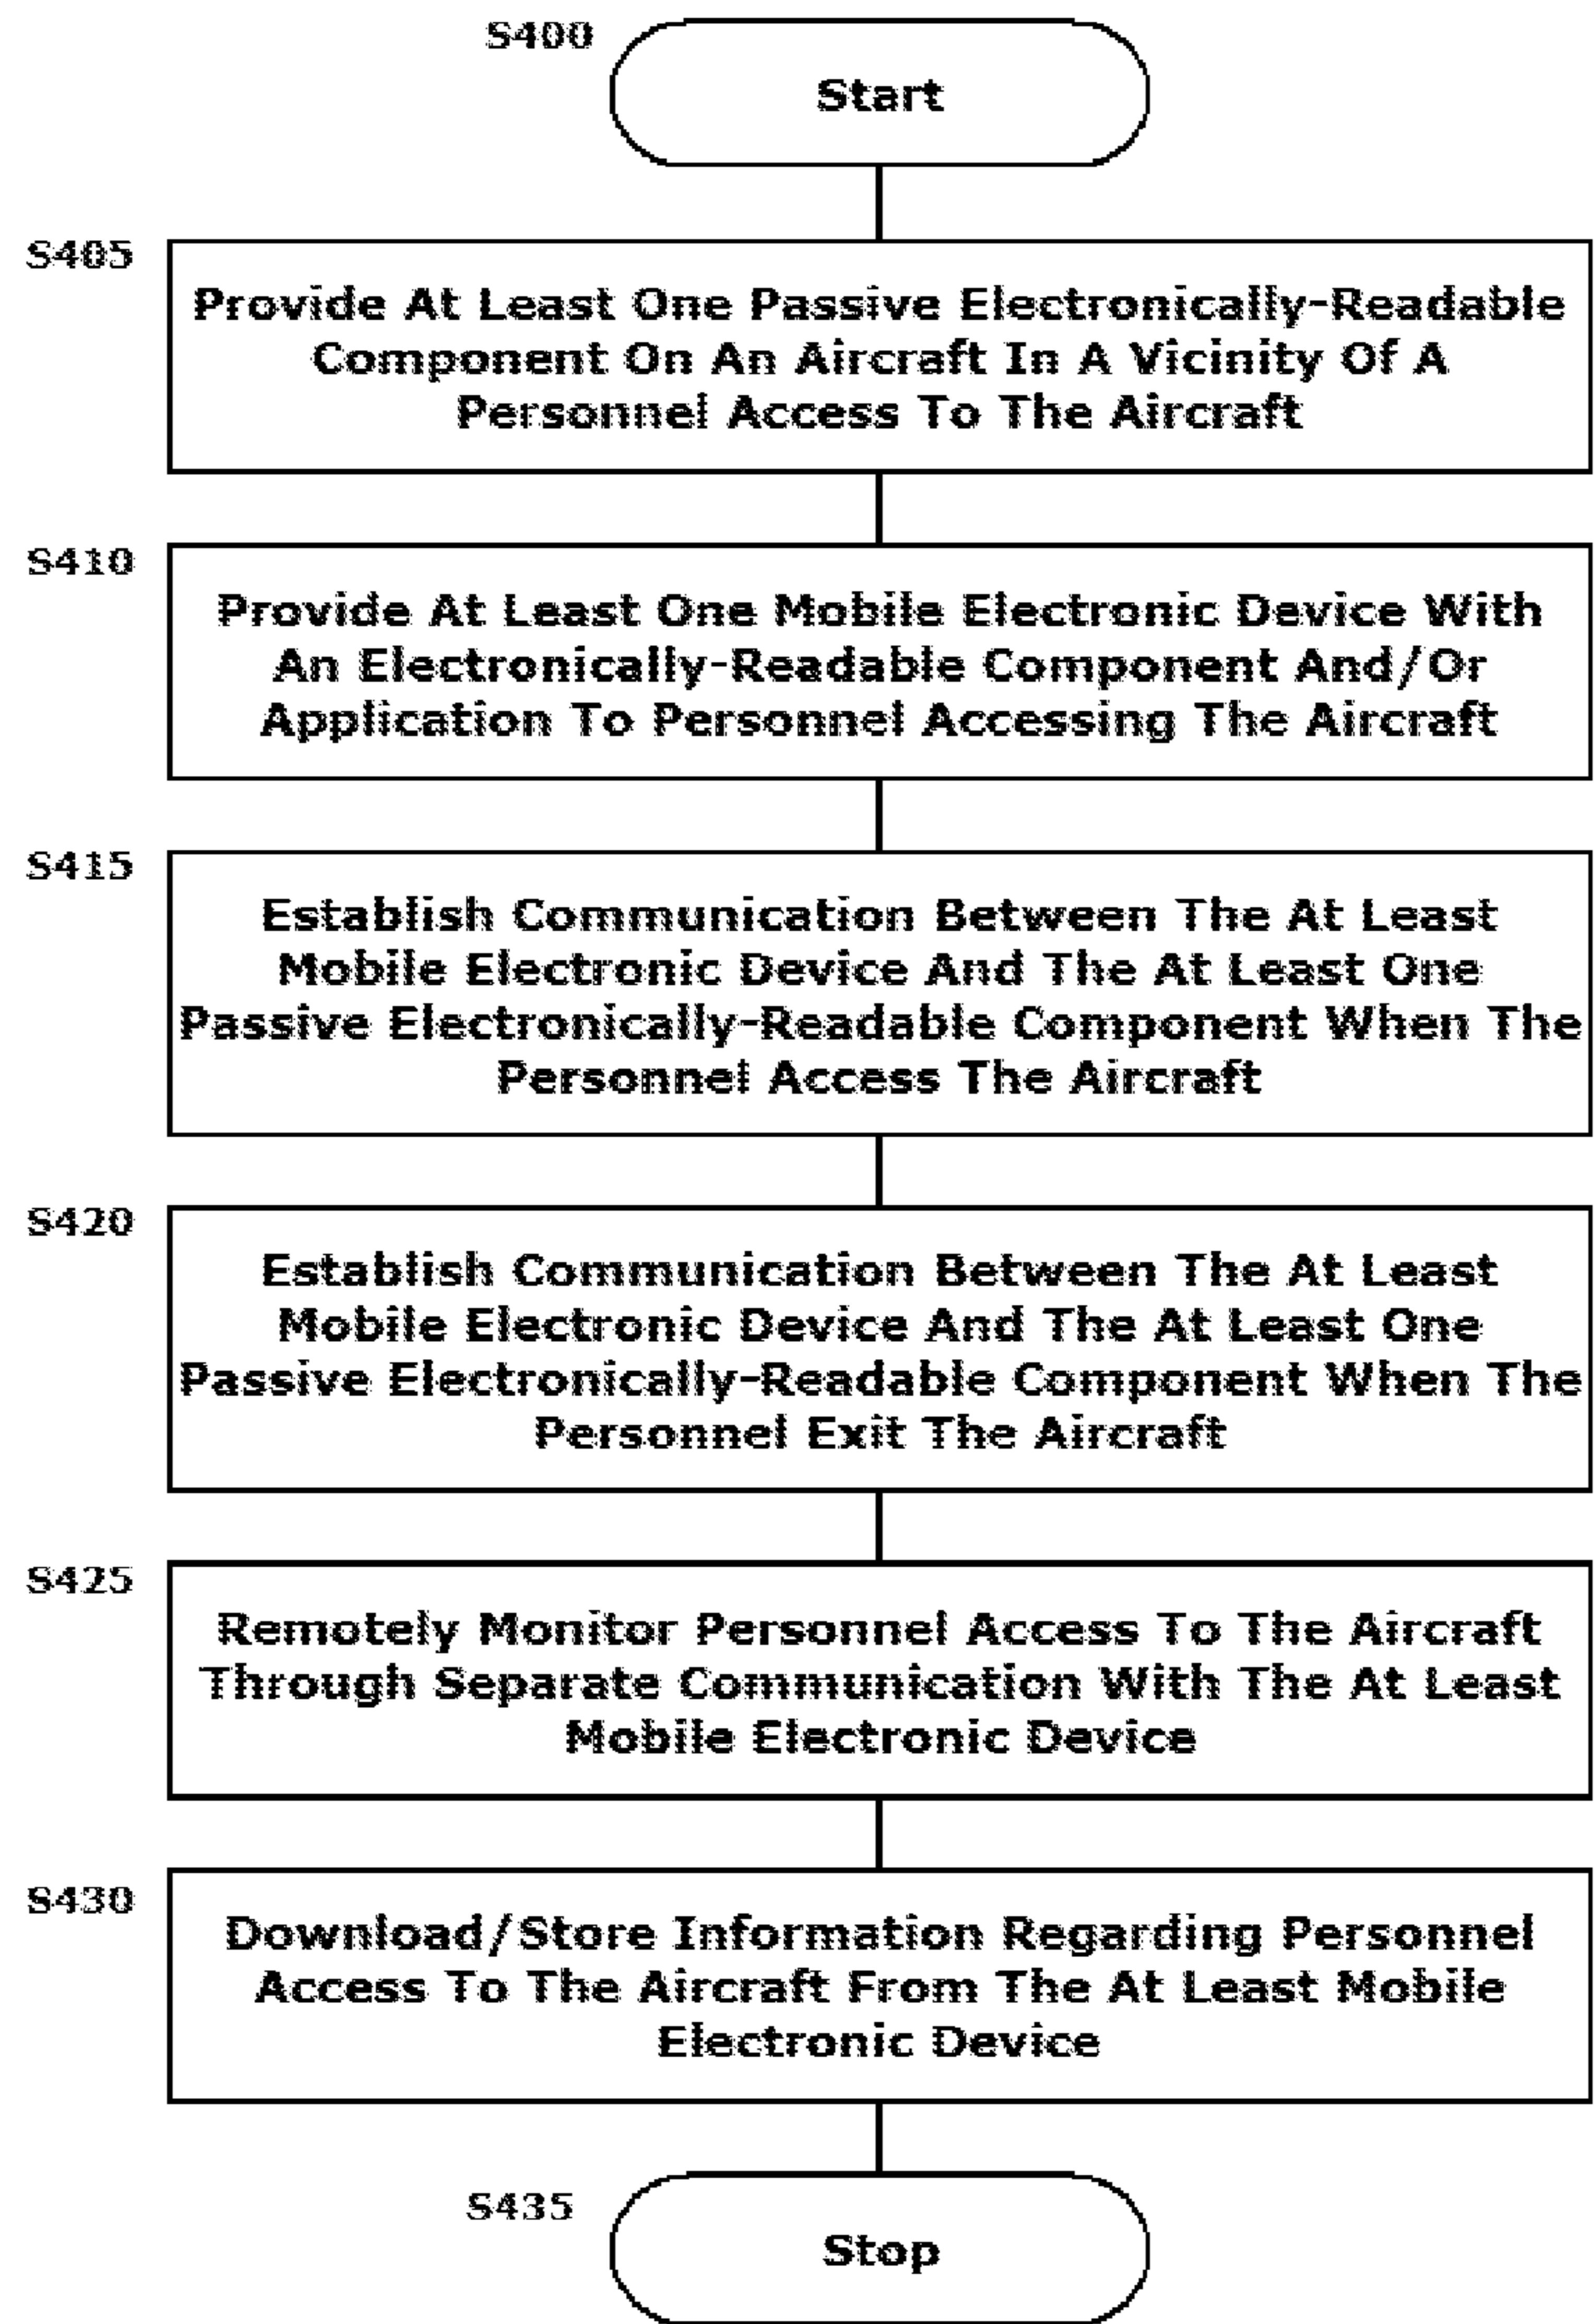 S400
Start
S405
Provide At Least One Passive Electronically-Readable
Component On An Aircraft In A Vicinity Of A
Personnel Access To The Aircraft
S410
Provide At Least One Mobile Electronic Device With
An Electronically-Readable Component And/Or
Application To Personnel Accessing The Aircraft
S415
Establish Communication Between The At Least
Mobile Electronic Device And The At Least One
Passive Electronically-Readable Component When The
Personnel Access The Aircraft
S420
Establish Communication Between The At Least
Mobile Electronic Device And The At Least One
Passive Electronically-Readable Component When The
Personnel Exit The Aircraft
S425
Remotely Monitor Personnel Access To The Aircraft
Through Separate Communication With The At Least
Mobile Electronic Device
S430
Download/Store Information Regarding Personnel
Access To The Aircraft From The At Least Mobile
Electronic Device
S435
Stop